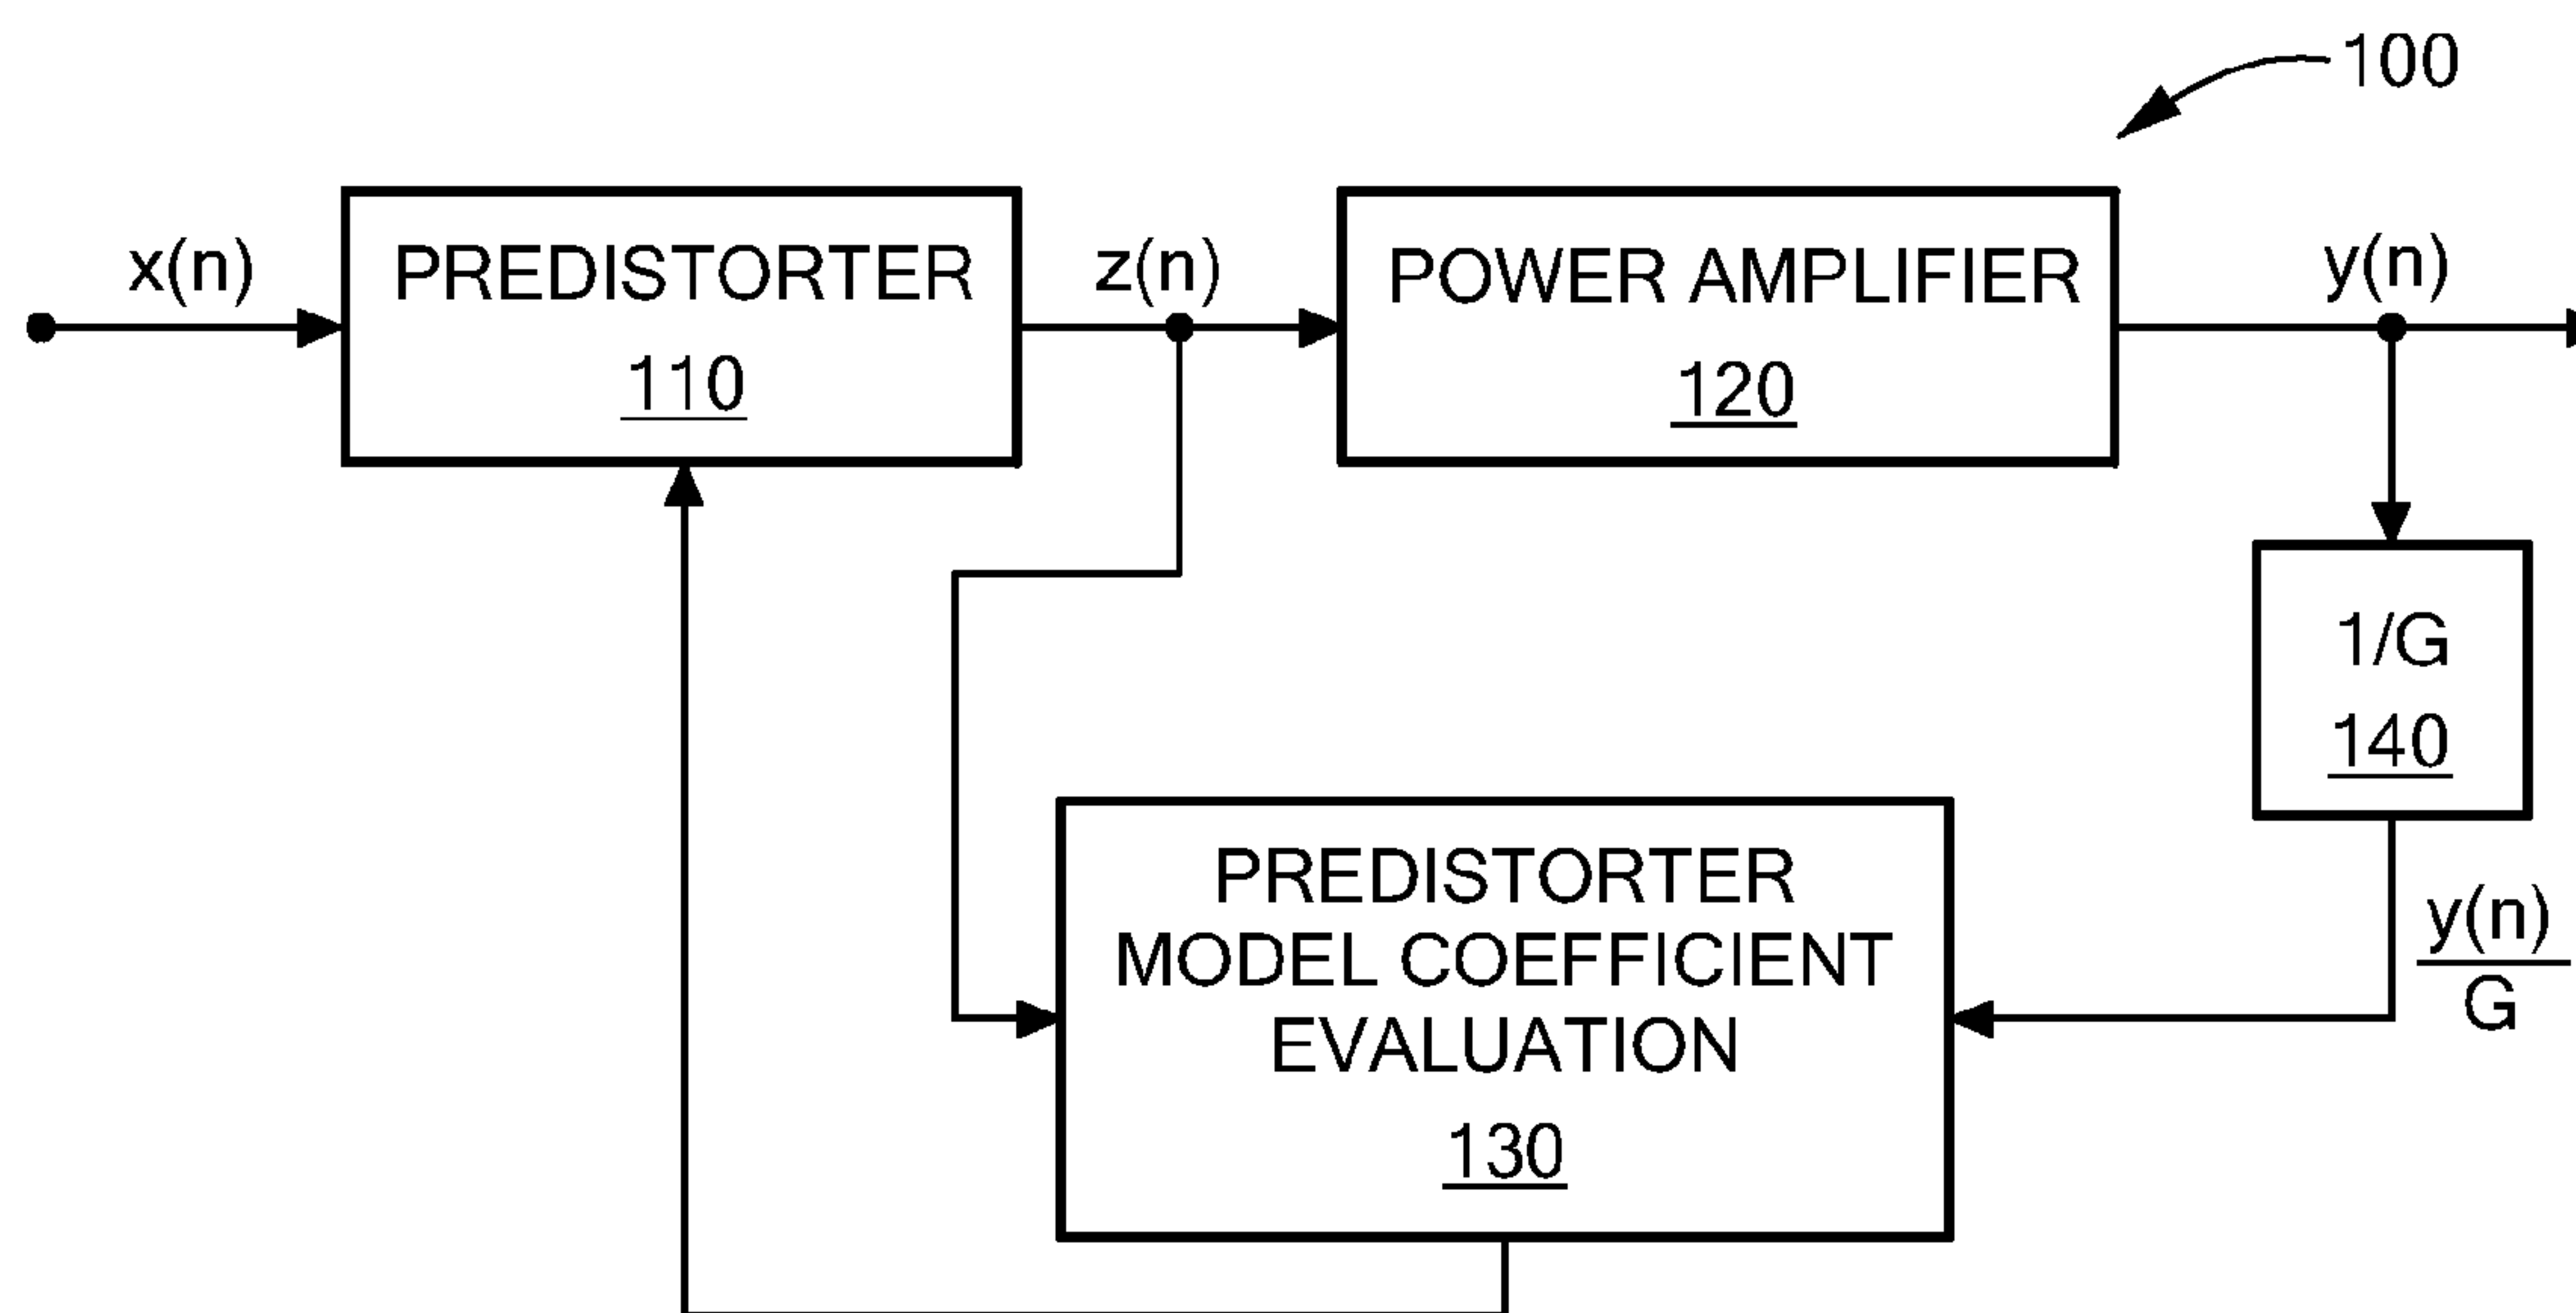 100
x(n)
PREDISTORTER
110
z(n)
POWER AMPLIFIER
120
y(n)
1/G
140
y(n)
G
PREDISTORTER
MODEL COEFFICIENT
EVALUATION
130